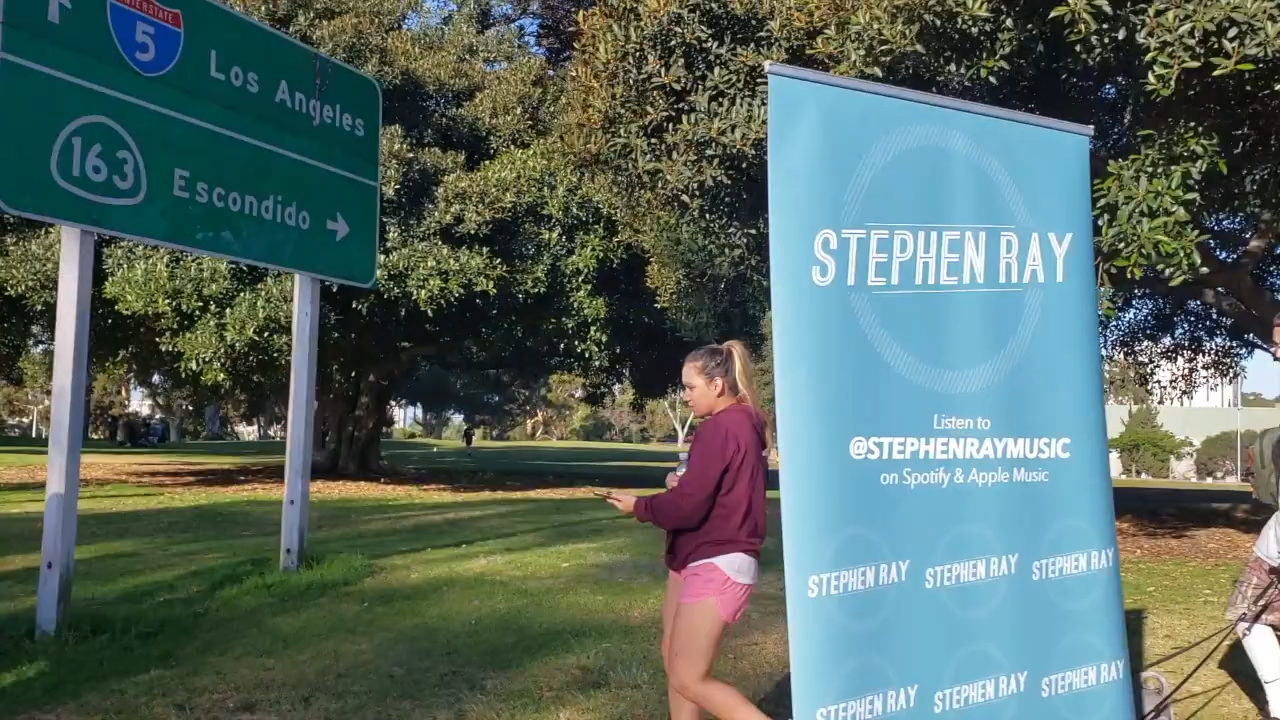 INTERSTATE
5
Los Angeles
163
Escondido
STEPHEN RAY
Listen to
@STEPHENRAYMUSIC
on Spotify & Apple Music
STEPHEN RAY STEPHEN RAY STEPHEN RAY
STEPHEN RAY STEPHEN RAY STEPHEN RAY